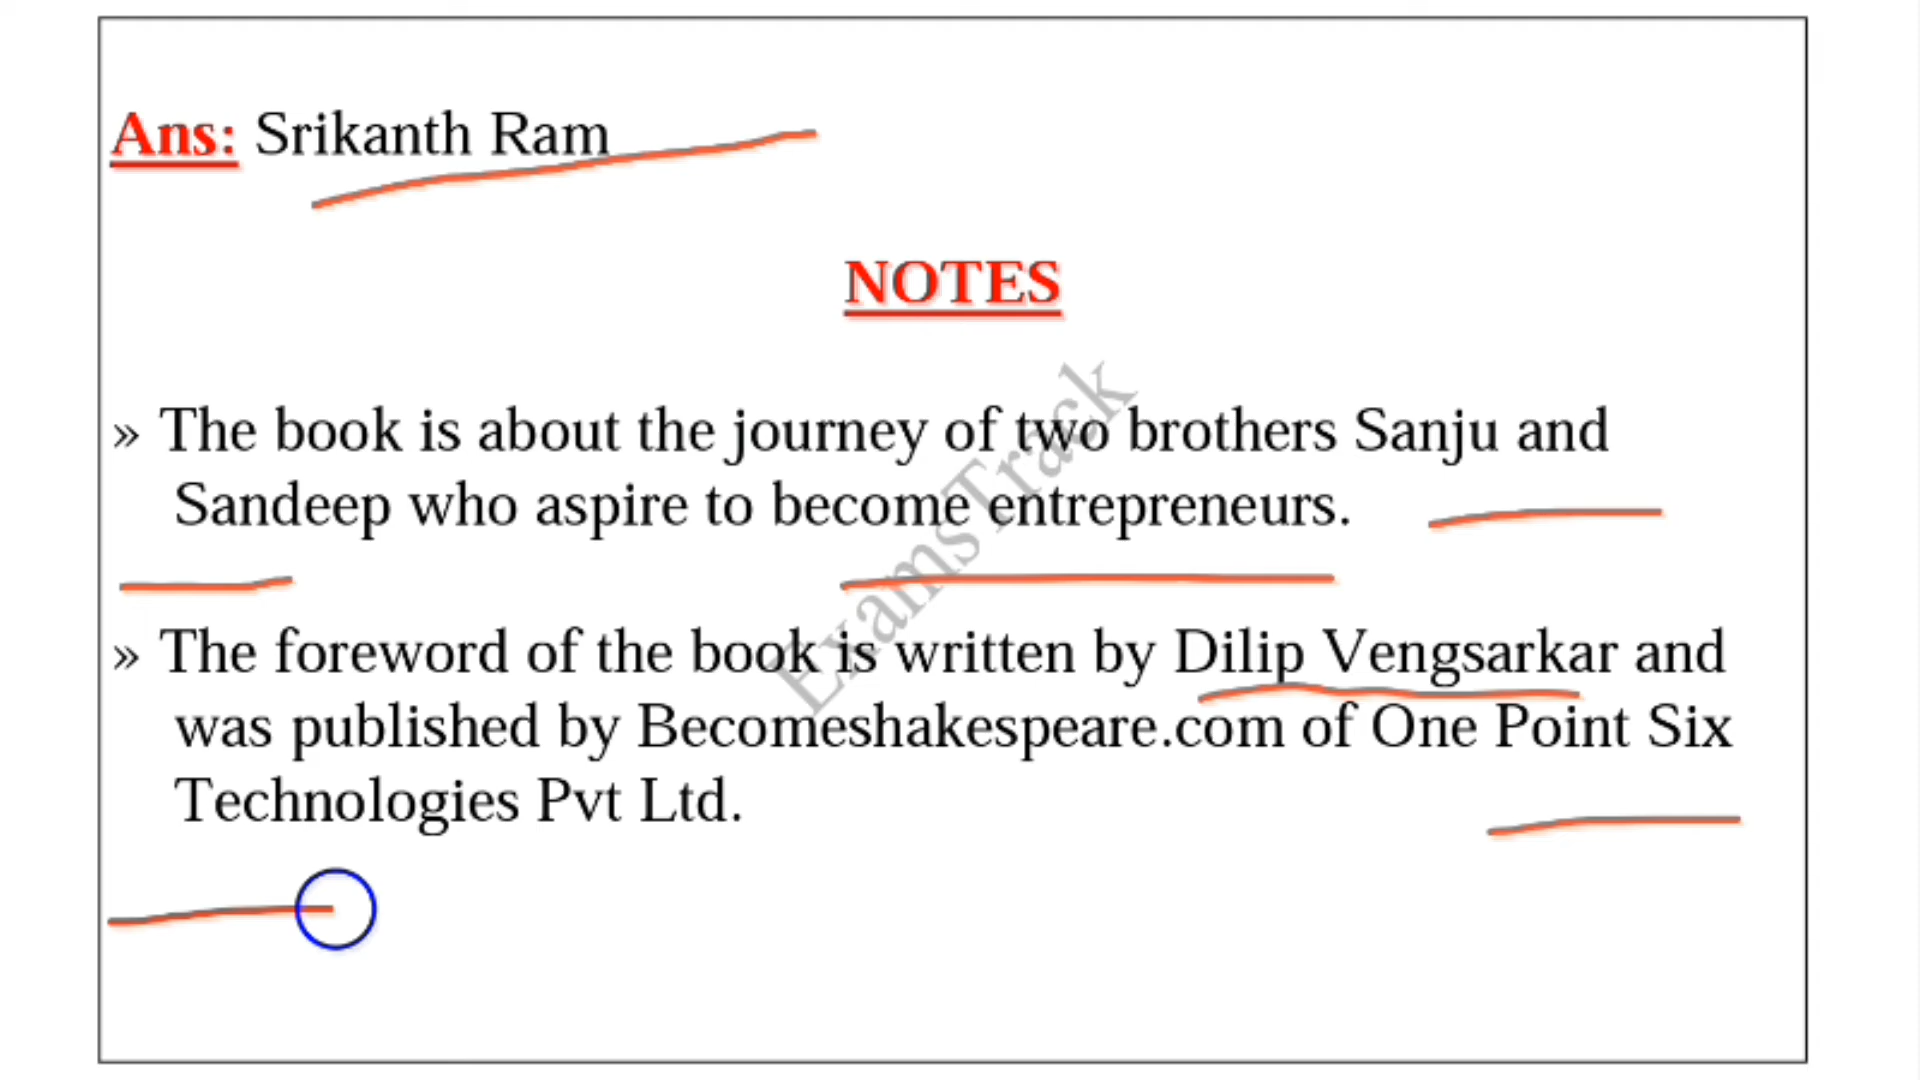 Ans: Srikanth Ram
NOTES
» The book is about the journey of two brothers Sanju and
Sandeep who aspire to become entrepreneurs.
» The foreword of the book is written by Dilip Vengsarkar and
was published by Becomeshakespeare.com of One Point Six
Technologies Pvt Ltd.
ExamsTrack